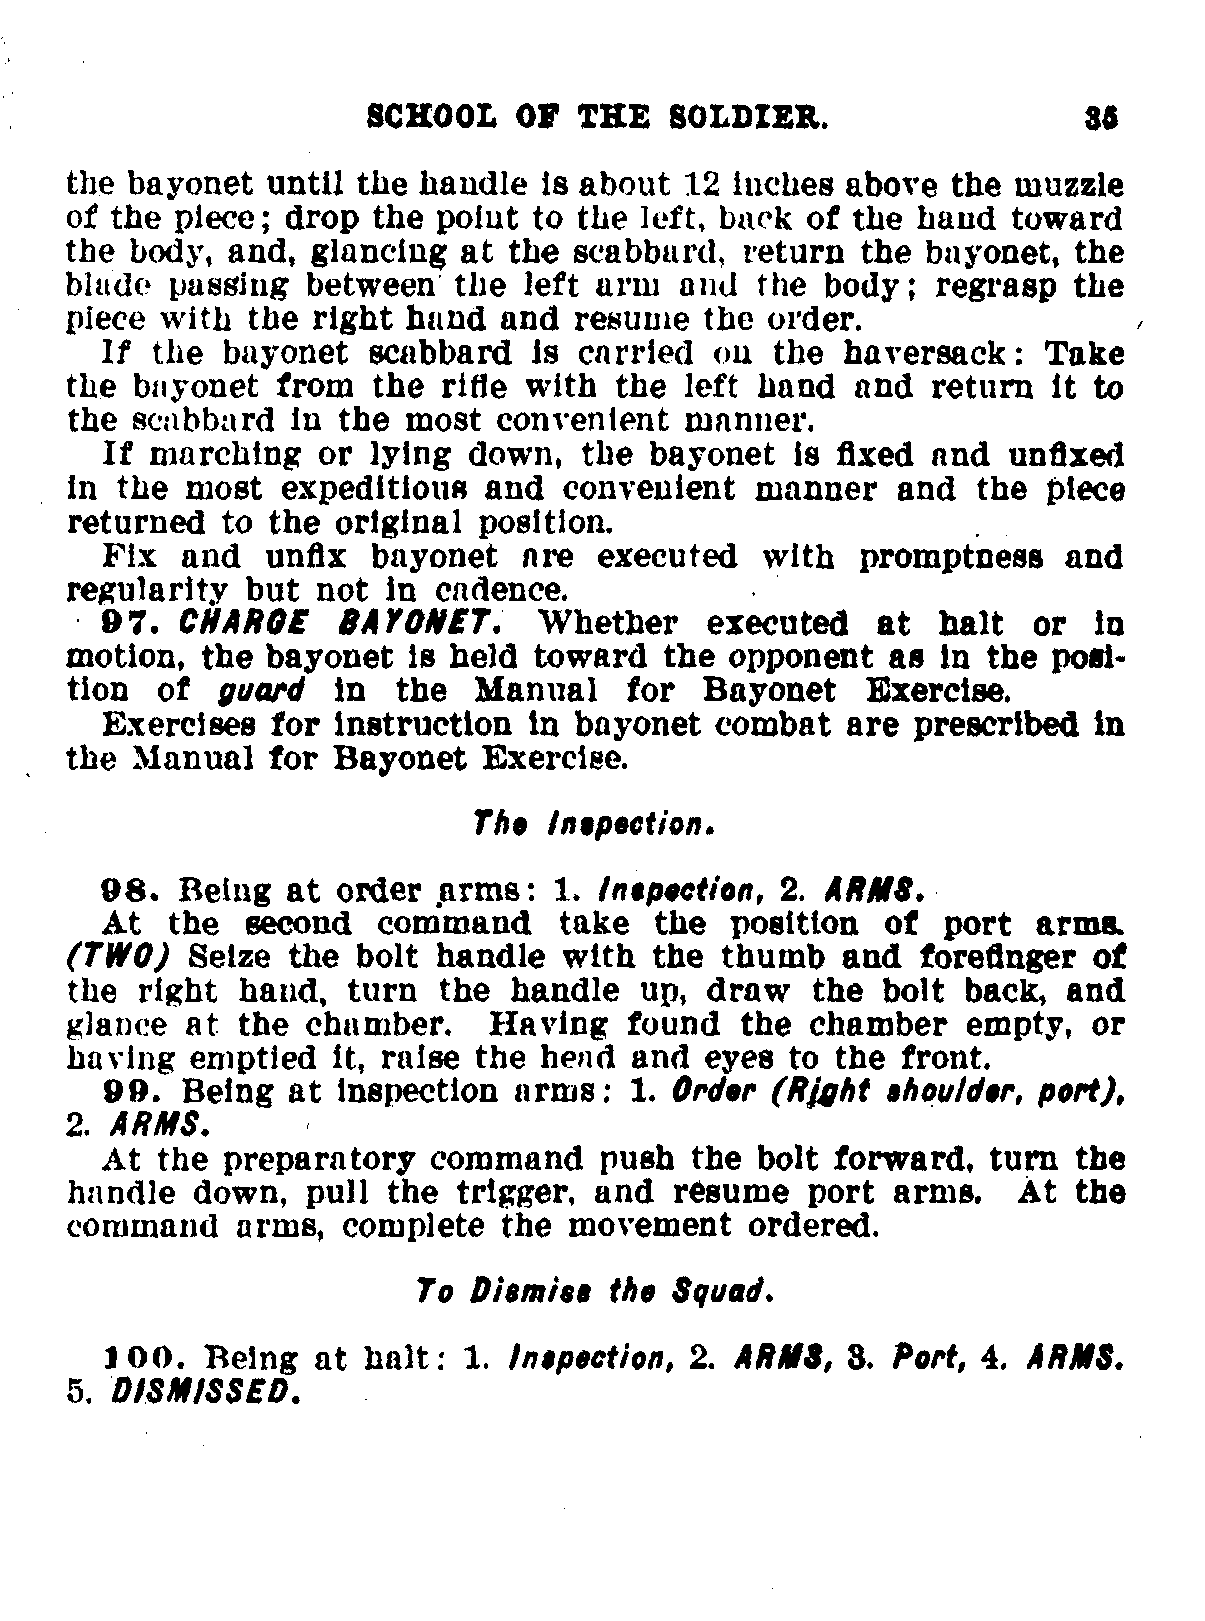 SCHOOL OF THE SOLDIER. 35
the bayonet until the handle is about 12 inches above the muzzle
of the piece; drop the point to the left, back of the hand toward
the body, and, glancing at the scabbard, return the bayonet, the
blade passing between the left arm and the body; regrasp the
piece with the right hand and resume the order.
If the bayonet scabbard is carried on the haversack: Take
the bayonet from the rifle with the left hand and return it to
the scabbard in the most convenient manner.
If marching or lying down, the bayonet is fixed and unfixed
in the most expeditious and convenient manner and the piece
returned to the original position.
Fix and unfix bayonet are executed with promptness and
regularity but not in cadence.
97. CHARGE BAYONET. Whether executed at halt or in
motion, the bayonet is held toward the opponent as in the posi-
tion of guard in the Manual for Bayonet Exercise.
Exercises for instruction in bayonet combat are prescribed in
the Manual for Bayonet Exercise.
The Inspection.
98. Being at order arms: 1. Inspection, 2. ARMS.
At the second command take the position of port arms.
(TWO) Seize the bolt handle with the thumb and forefinger of
the right hand, turn the handle up, draw the bolt back, and
glance at the chamber. Having found the chamber empty, or
having emptied it, raise the head and eyes to the front.
99. Being at inspection arms: 1. Order (Right shoulder, port),
2. ARMS.
At the preparatory command push the bolt forward, turn the
handle down, pull the trigger, and resume port arms. At the
command arms, complete the movement ordered.
To Dismiss the Squad.
100. Being at halt: 1. Inspection, 2. ARMS, 3. Port, 4. ARMS.
5. DISMISSED.